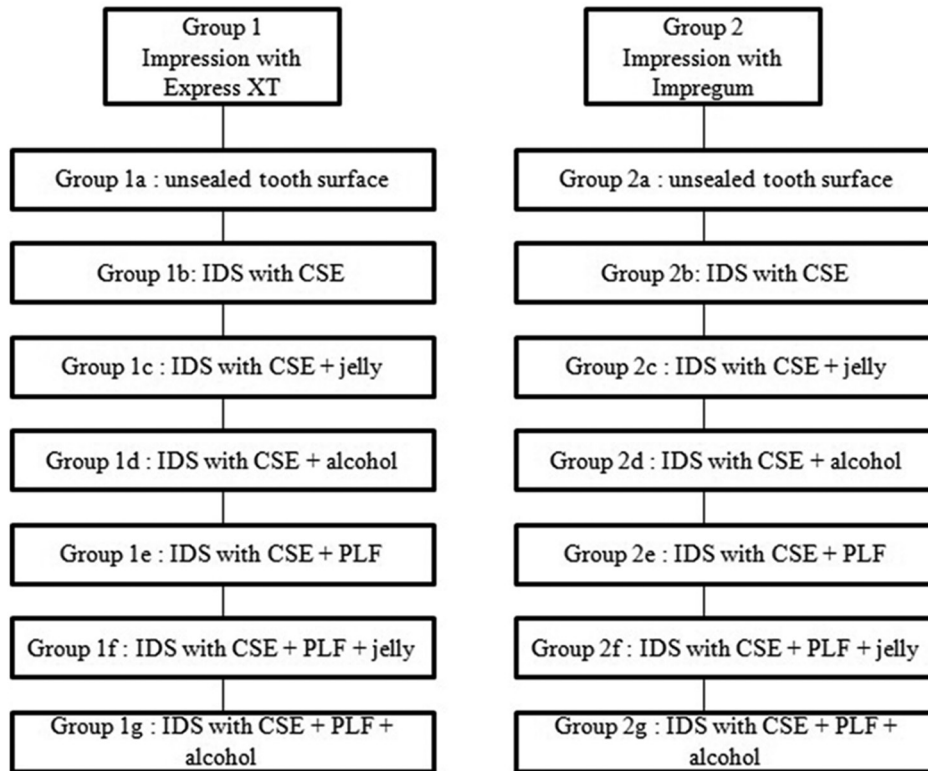 Group 1
Impression with
Express XT
Group 1a : unsealed tooth surface
Group 1b: IDS with CSE
Group 1c : IDS with CSE + jelly
Group 1d : IDS with CSE + alcohol
Group 1e : IDS with CSE + PLF
Group 1f : IDS with CSE + PLF + jelly
Group 1g : IDS with CSE + PLF +
alcohol
Group 2
Impression with
Impregum
Group 2a : unsealed tooth surface
Group 2b: IDS with CSE
Group 2c : IDS with CSE + jelly
Group 2d : IDS with CSE + alcohol
Group 2e : IDS with CSE + PLF
Group 2f : IDS with CSE + PLF + jelly
Group 2g : IDS with CSE + PLF +
alcohol